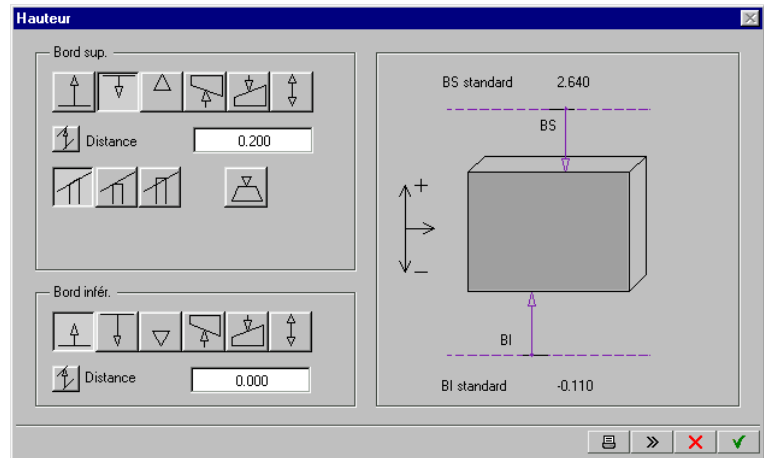 Hauteur
Bord sup.
Distance 0.200
Bord infér.
Distance 0.000
BS standard 2.640
BS
+
−
BI
BI standard -0.110